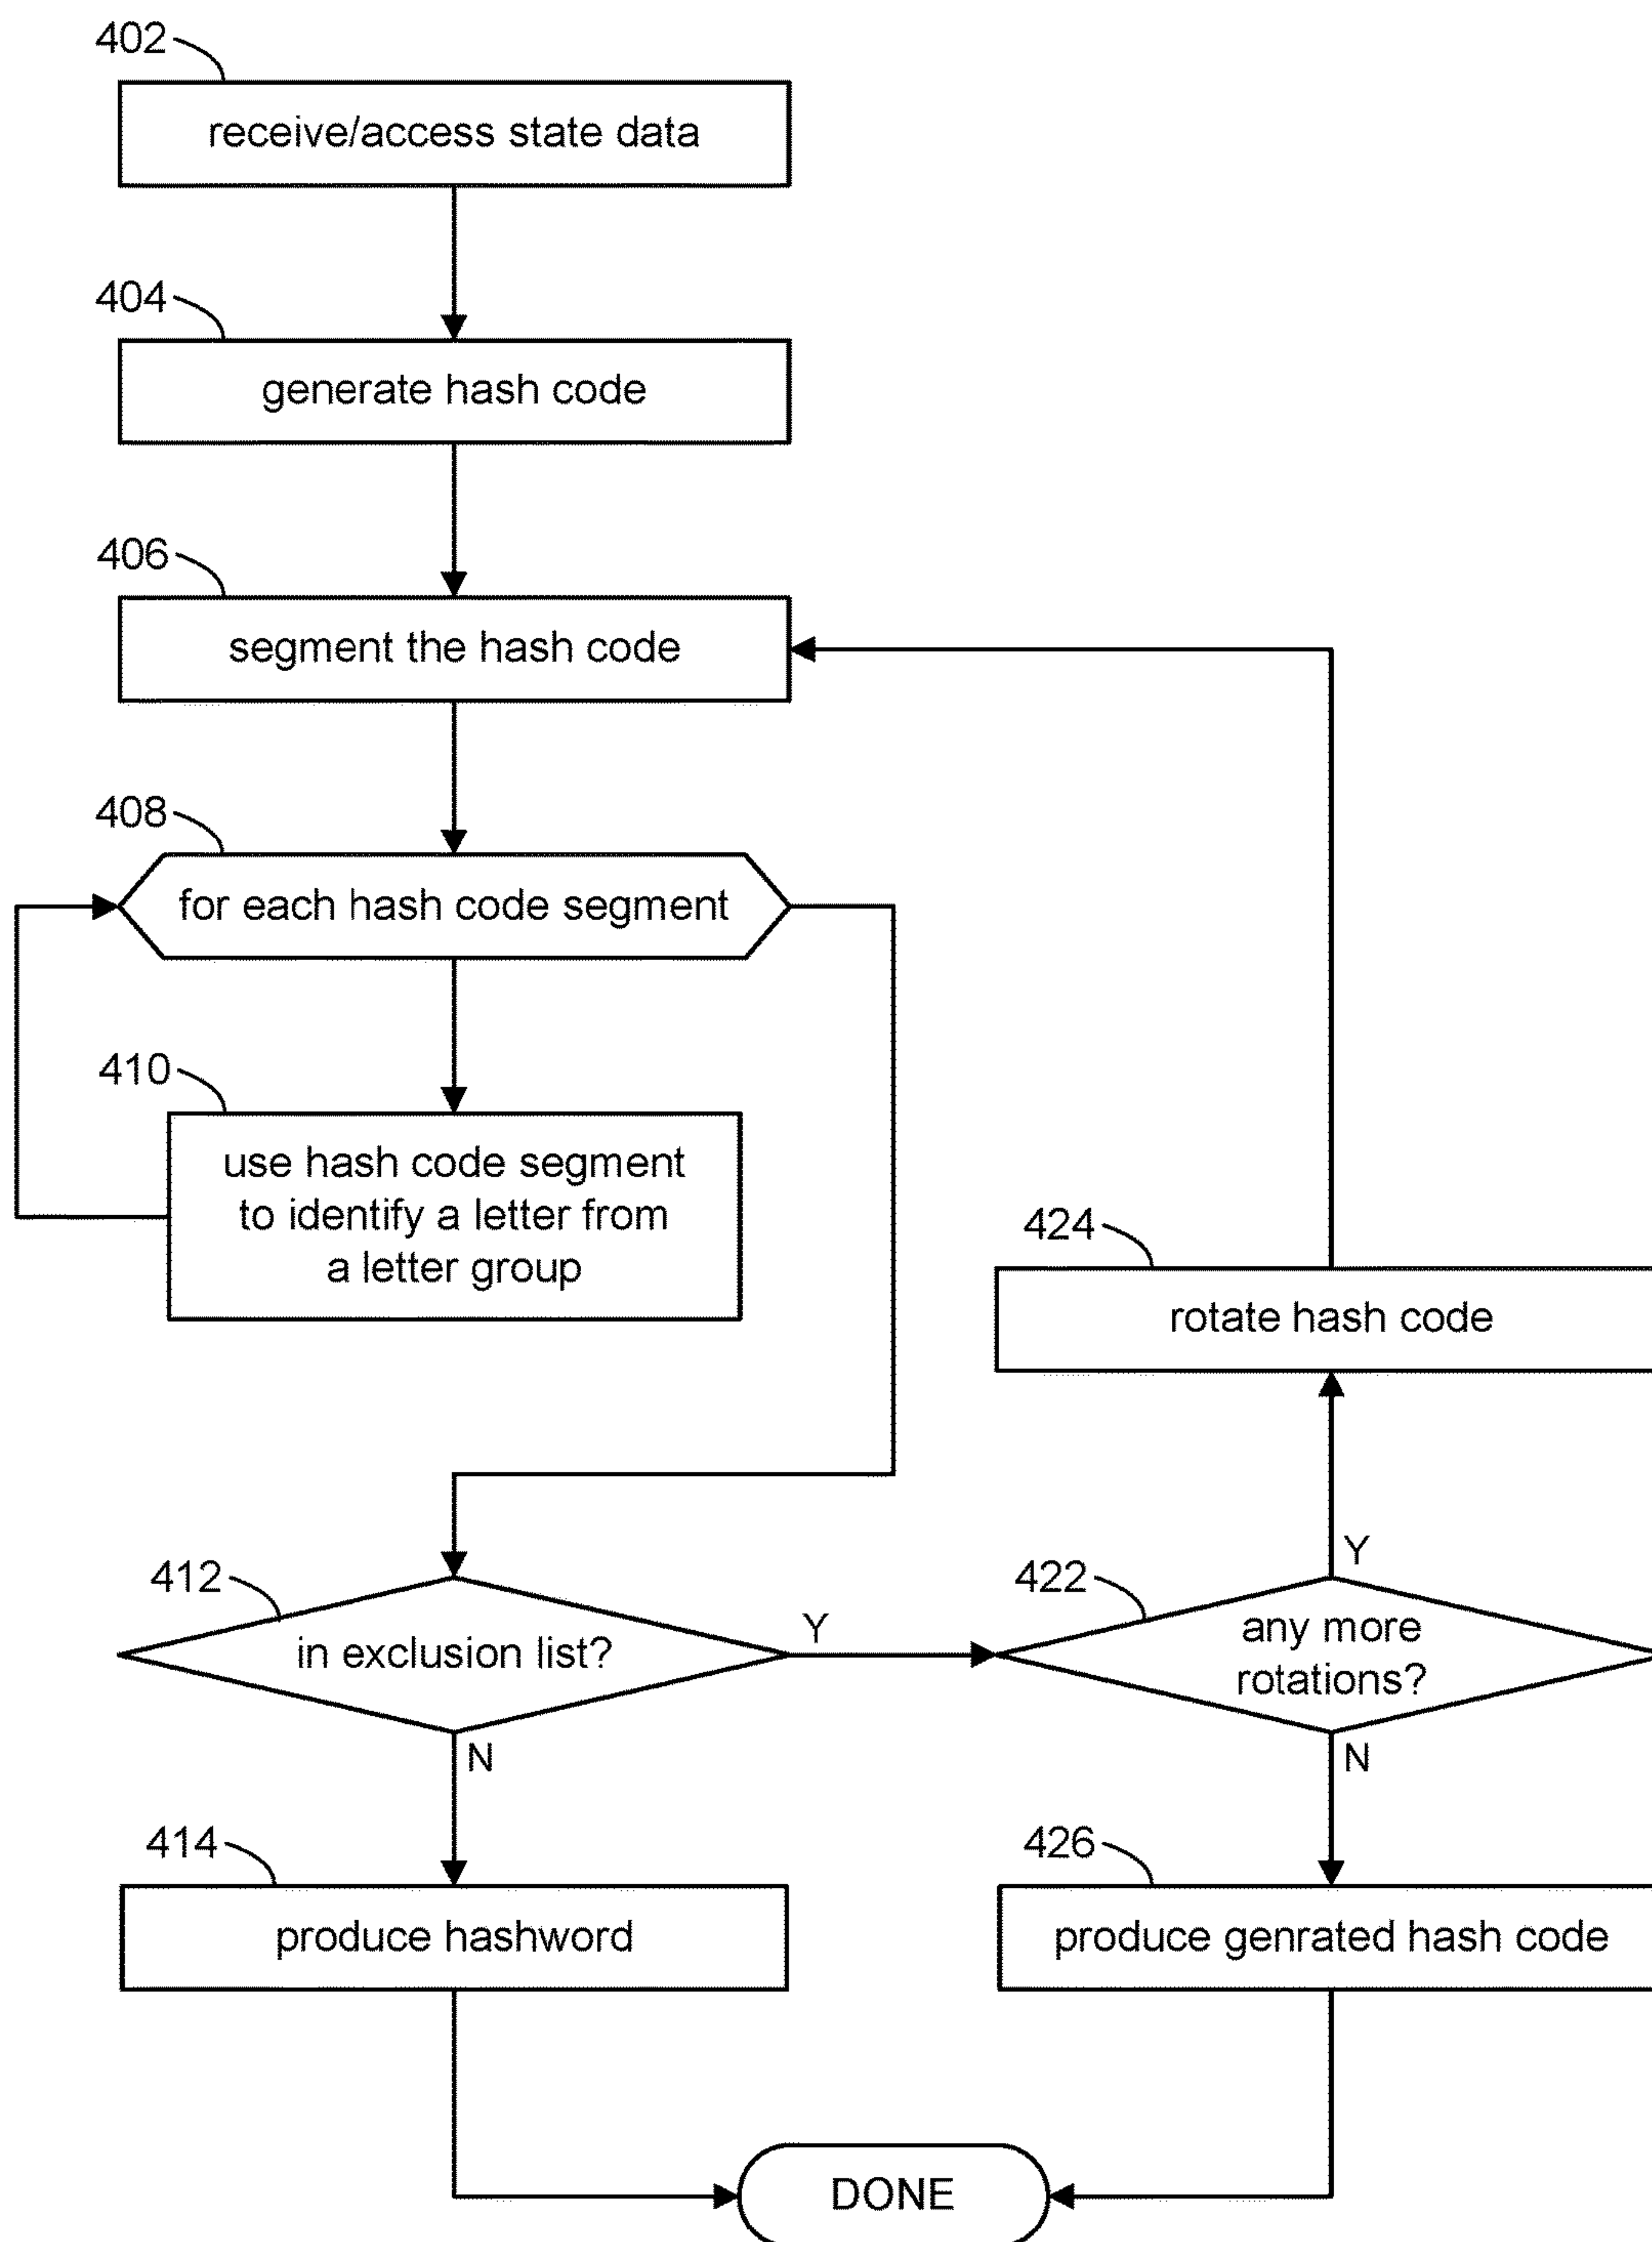 402
receive/access state data
404
generate hash code
406
segment the hash code
408
for each hash code segment
410
use hash code segment
to identify a letter from
a letter group
424
rotate hash code
412
in exclusion list?
Y
422
any more
rotations?
Y
N
N
414
produce hashword
426
produce genrated hash code
DONE